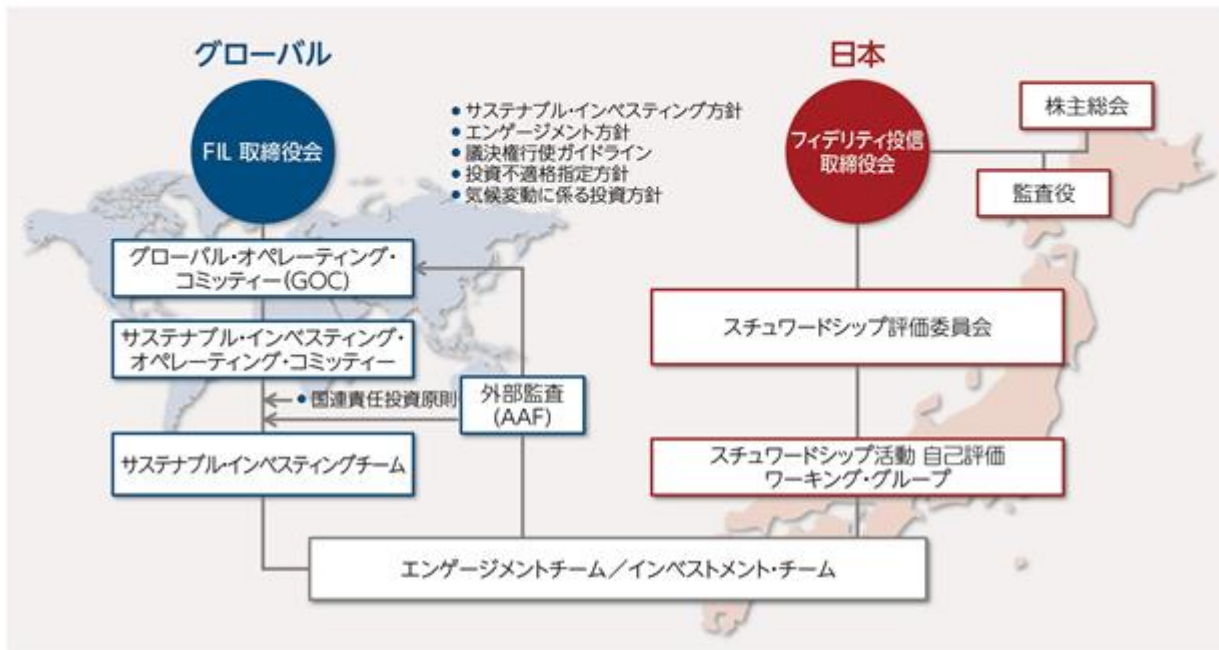 グローバル
FIL 取締役会
● サステナブル・インベスティング方針
● エンゲージメント方針
● 議決権行使ガイドライン
● 投資不適格指定方針
● 気候変動に係る投資方針
グローバル・オペレーティング・
コミッティー(GOC)
サステナブル・インベスティング・
オペレーティング・コミッティー
● 国連責任投資原則
外部監査
(AAF)
サステナブル・インベスティングチーム
日本
フィデリティ投信
取締役会
株主総会
監査役
スチュワードシップ評価委員会
スチュワードシップ活動 自己評価
ワーキング・グループ
エンゲージメントチーム／インベストメント・チーム